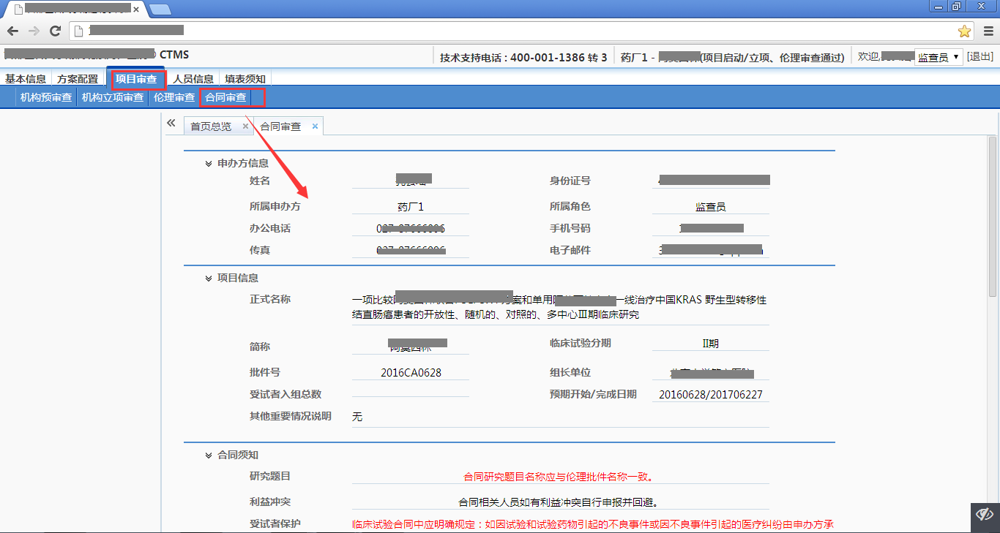 CTMS
技术支持电话：400-001-1386 转 3
药厂1 - (项目启动/立项、伦理审查通过)
欢迎, 监查员 [退出]
基本信息 方案配置 项目审查 人员信息 填表须知
机构预审查 机构立项审查 伦理审查 合同审查
首页总览 合同审查
申办方信息
姓名 身份证号
所属申办方 药厂1 所属角色 监查员
办公电话 手机号码
传真 电子邮件
项目信息
正式名称 一项比较 方案和单用 一线治疗中国KRAS 野生型转移性
结直肠癌患者的开放性、随机的、对照的、多中心Ⅲ期临床研究
简称 临床试验分期 II期
批件号 2016CA0628 组长单位
受试者入组总数 预期开始/完成日期 20160628/201706227
其他重要情况说明 无
合同须知
研究题目 合同研究题目名称应与伦理批件名称一致。
利益冲突 合同相关人员如有利益冲突自行申报并回避。
受试者保护 临床试验合同中应明确规定：如因试验和试验药物引起的不良事件或因不良事件引起的医疗纠纷由申办方承